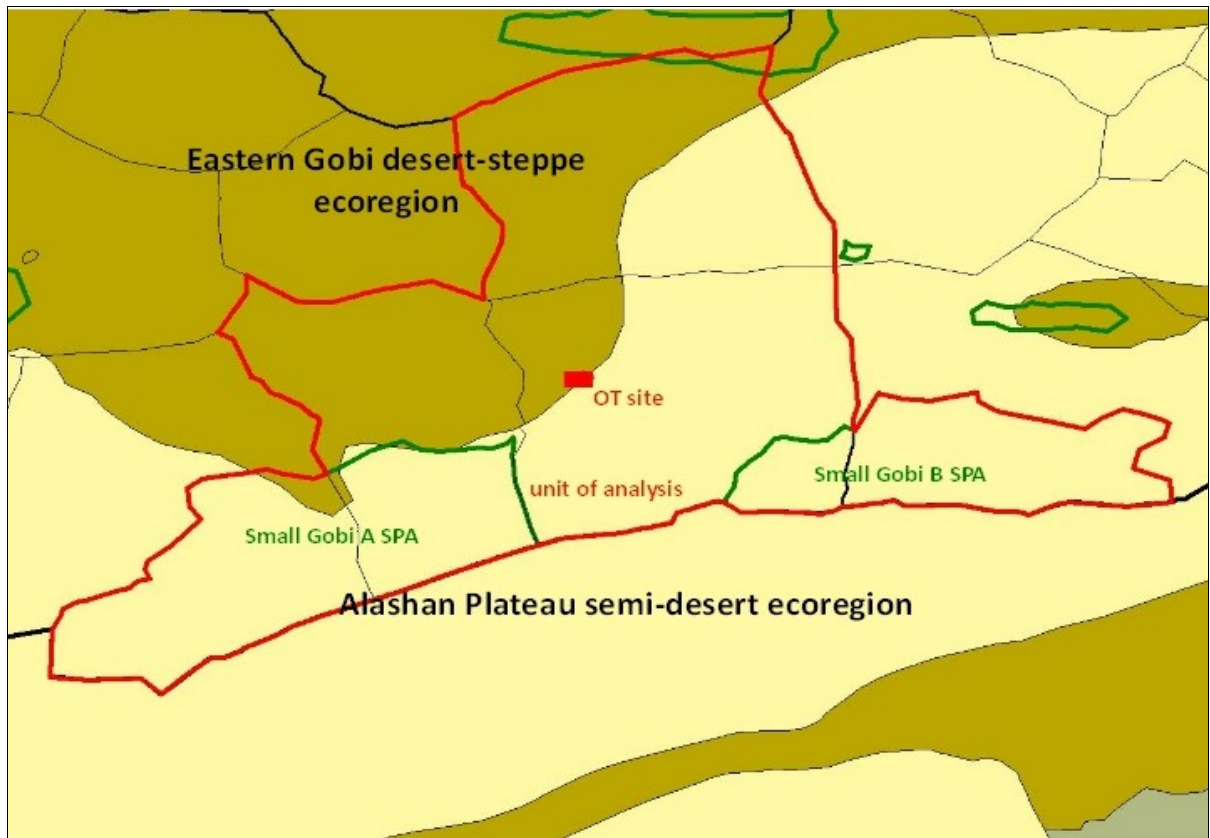 Eastern Gobi desert-steppe
ecoregion
OT site
unit of analysis
Small Gobi B SPA
Small Gobi A SPA
Alashan Plateau semi-desert ecoregion